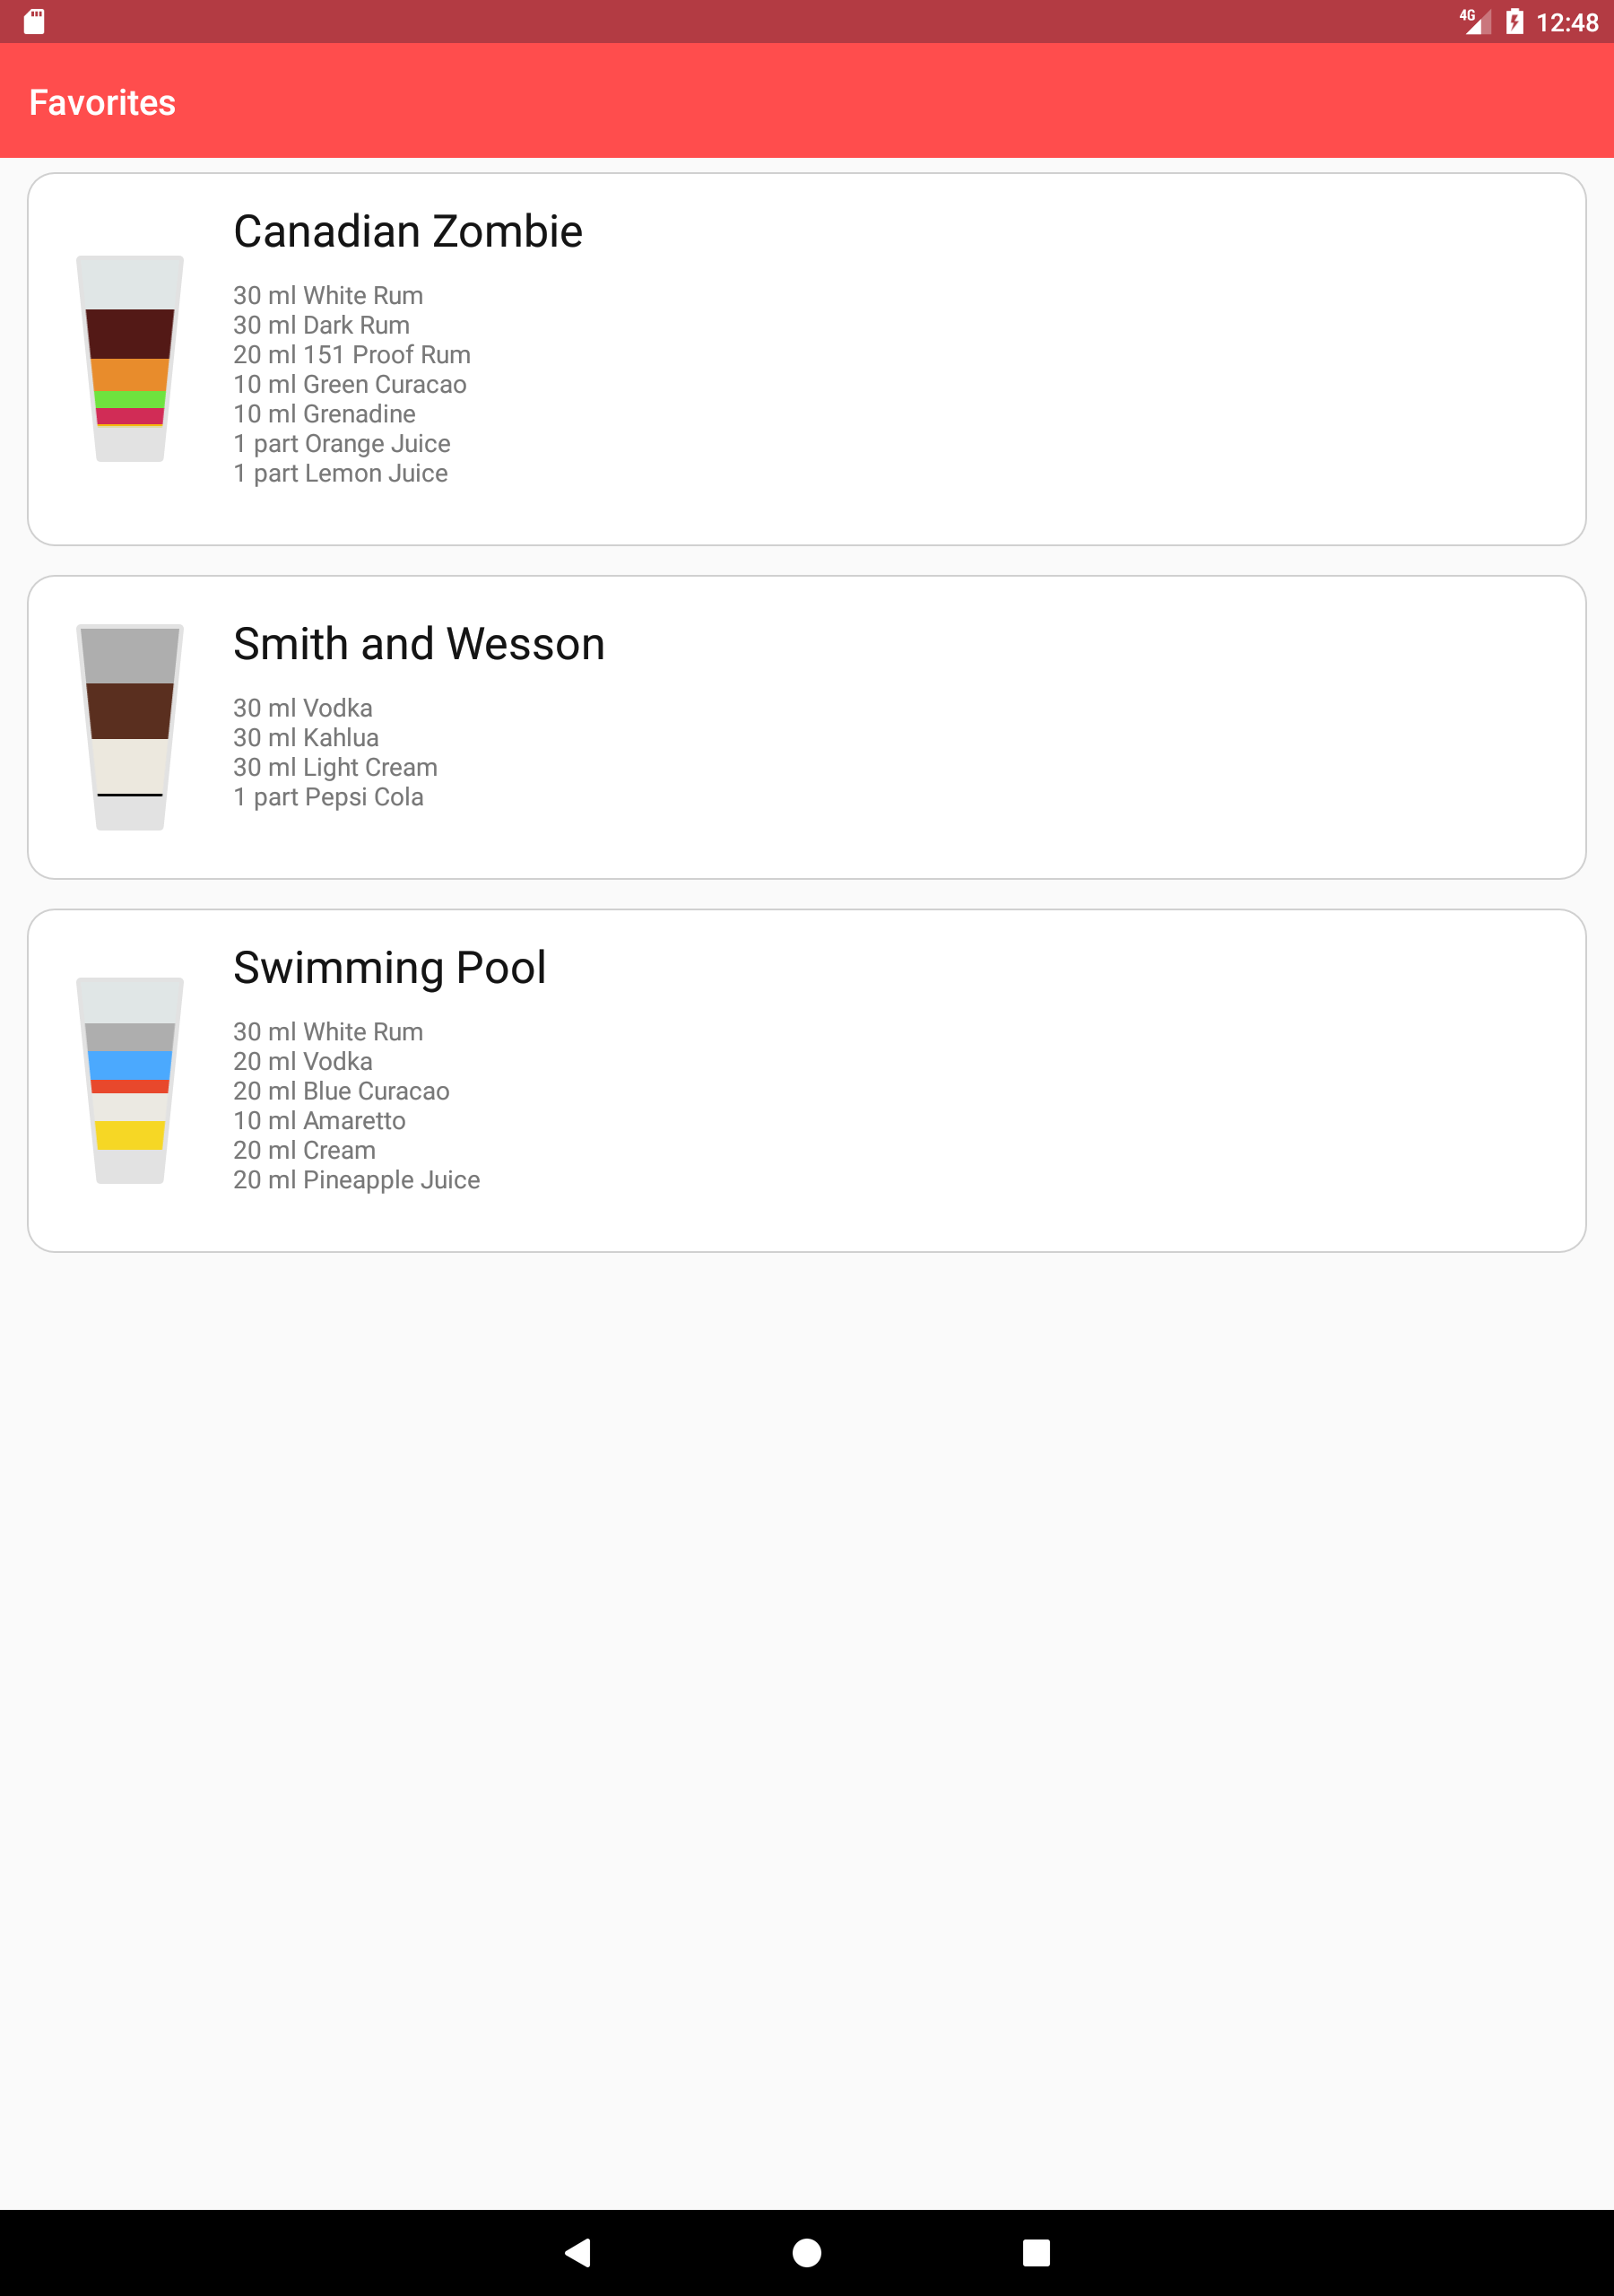 4G 12:48
Favorites
Canadian Zombie
30 ml White Rum
30 ml Dark Rum
20 ml 151 Proof Rum
10 ml Green Curacao
10 ml Grenadine
1 part Orange Juice
1 part Lemon Juice
Smith and Wesson
30 ml Vodka
30 ml Kahlua
30 ml Light Cream
1 part Pepsi Cola
Swimming Pool
30 ml White Rum
20 ml Vodka
20 ml Blue Curacao
10 ml Amaretto
20 ml Cream
20 ml Pineapple Juice